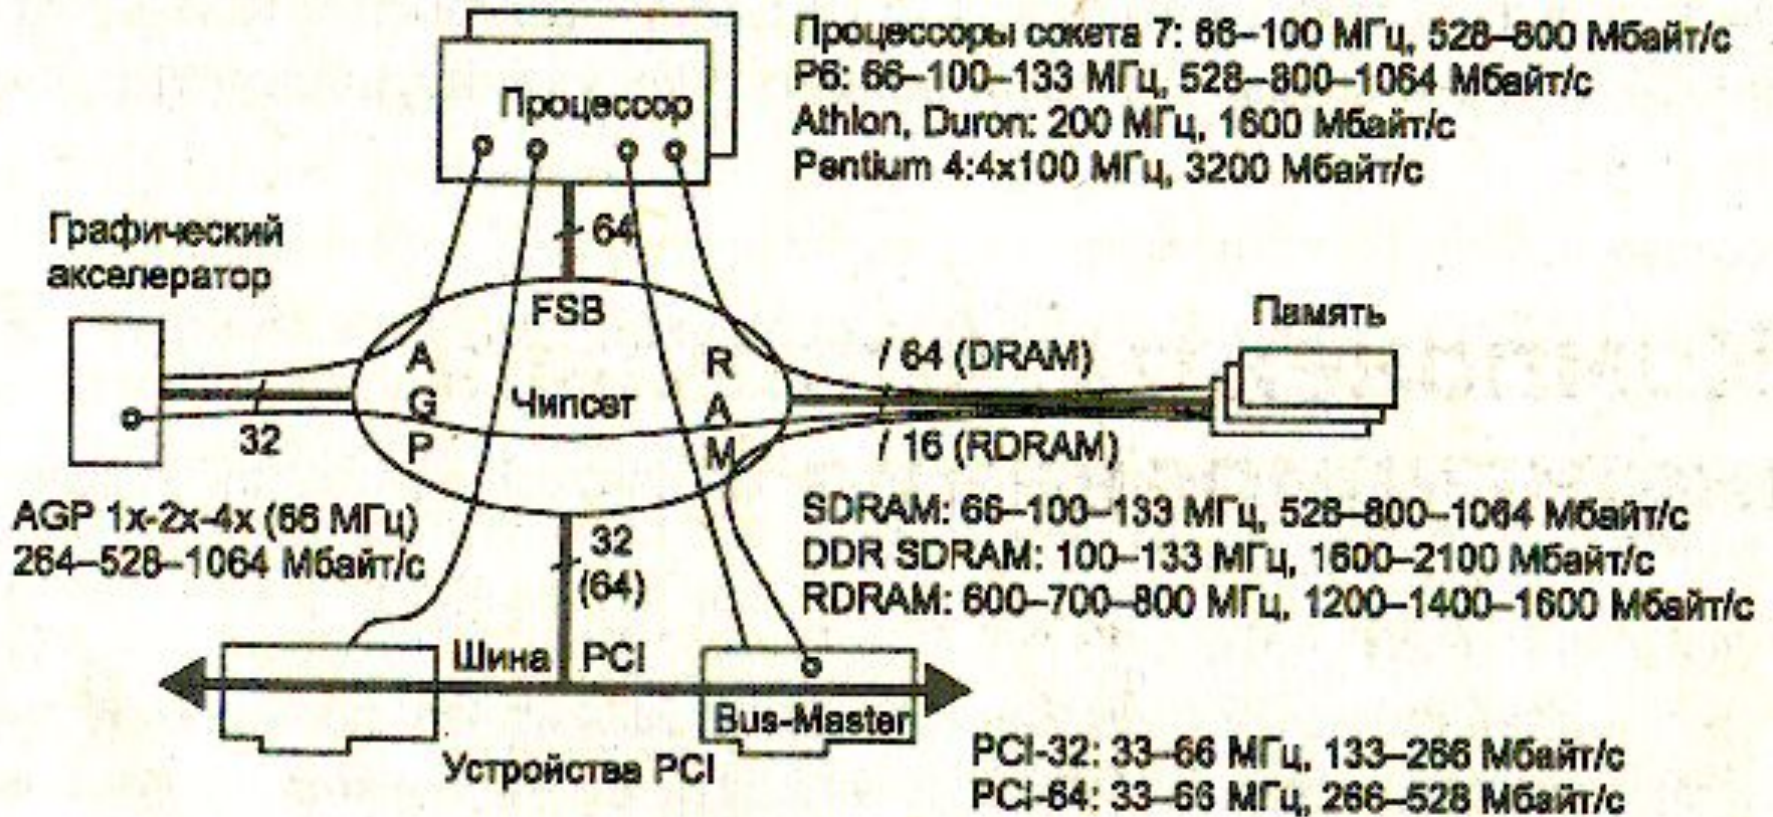 Процессоры сокета 7: 66–100 МГц, 528–800 Мбайт/с
P6: 66–100–133 МГц, 528–800–1064 Мбайт/с
Athlon, Duron: 200 МГц, 1600 Мбайт/с
Pentium 4:4x100 МГц, 3200 Мбайт/с
Процессор
64
Графический
акселератор
FSB
Память
A
G
P
Чипсет
R
A
M
/ 64 (DRAM)
/ 16 (RDRAM)
32
AGP 1x-2x-4x (66 МГц)
264–528–1064 Мбайт/с
32
(64)
SDRAM: 66–100–133 МГц, 528–800–1064 Мбайт/с
DDR SDRAM: 100–133 МГц, 1600–2100 Мбайт/с
RDRAM: 600–700–800 МГц, 1200–1400–1600 Мбайт/с
Шина PCI
Bus-Master
Устройства PCI
PCI-32: 33–66 МГц, 133–266 Мбайт/с
PCI-64: 33–66 МГц, 266–528 Мбайт/с